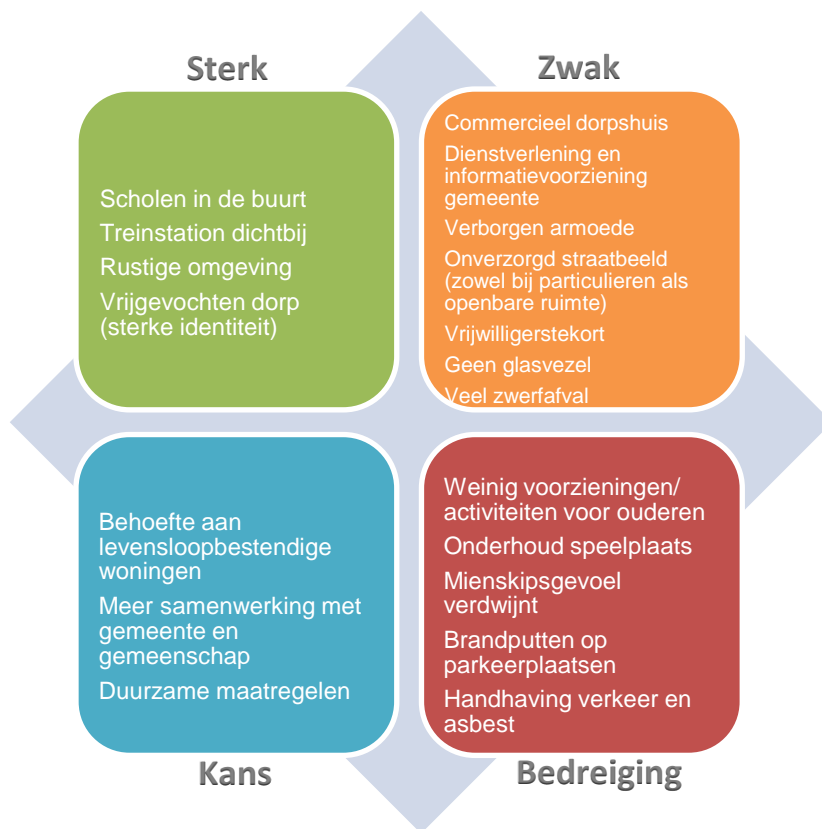 Sterk
Scholen in de buurt
Treinstation dichtbij
Rustige omgeving
Vrijgevochten dorp
(sterke identiteit)
Zwak
Commercieel dorpshuis
Dienstverlening en
informatievoorziening
gemeente
Verborgen armoede
Onverzorgd straatbeeld
(zowel bij particulieren als
openbare ruimte)
Vrijwilligerstekort
Geen glasvezel
Veel zwerfafval
Behoefte aan
levensloopbestendige
woningen
Meer samenwerking met
gemeente en
gemeenschap
Duurzame maatregelen
Kans
Weinig voorzieningen/
activiteiten voor ouderen
Onderhoud speelplaats
Mienskipsgevoel
verdwijnt
Brandputten op
parkeerplaatsen
Handhaving verkeer en
asbest
Bedreiging